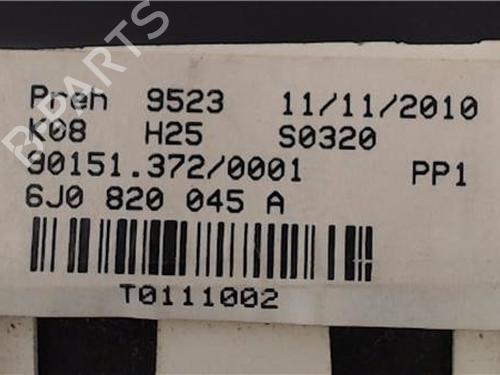 Preh 9523 11/11/2010
K08 H25 S0320
90151.372/0001 PP1
6J0 820 045 A
T0111002
BPARTS